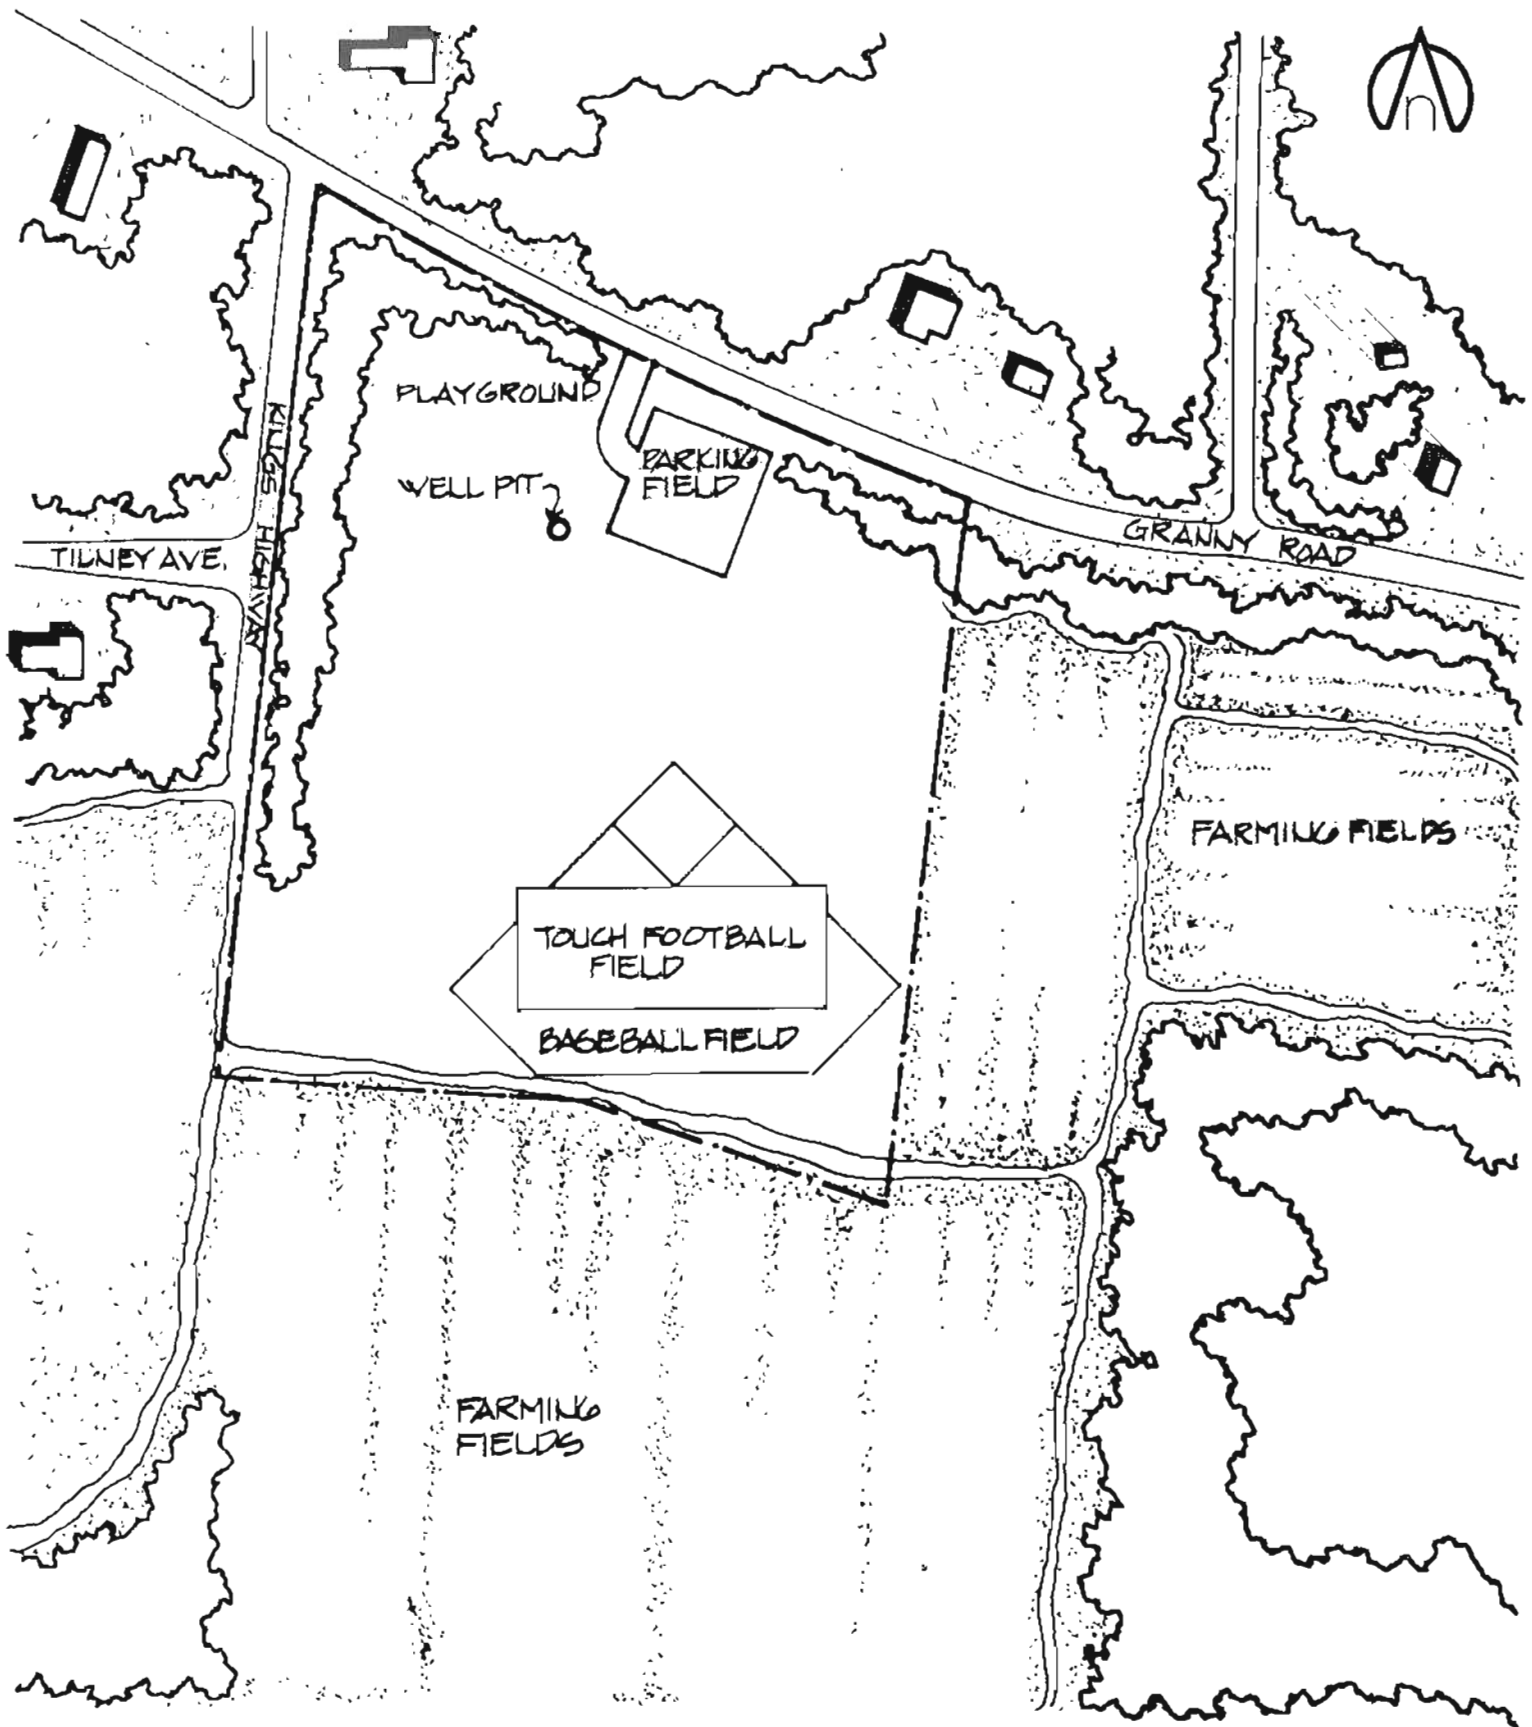 PLAYGROUND
PARKING
FIELD
WELL PIT
KINGS HIGHWAY
GRANNY ROAD
TILNEY AVE.
FARMING FIELDS
TOUCH FOOTBALL
FIELD
BASEBALL FIELD
FARMING
FIELDS